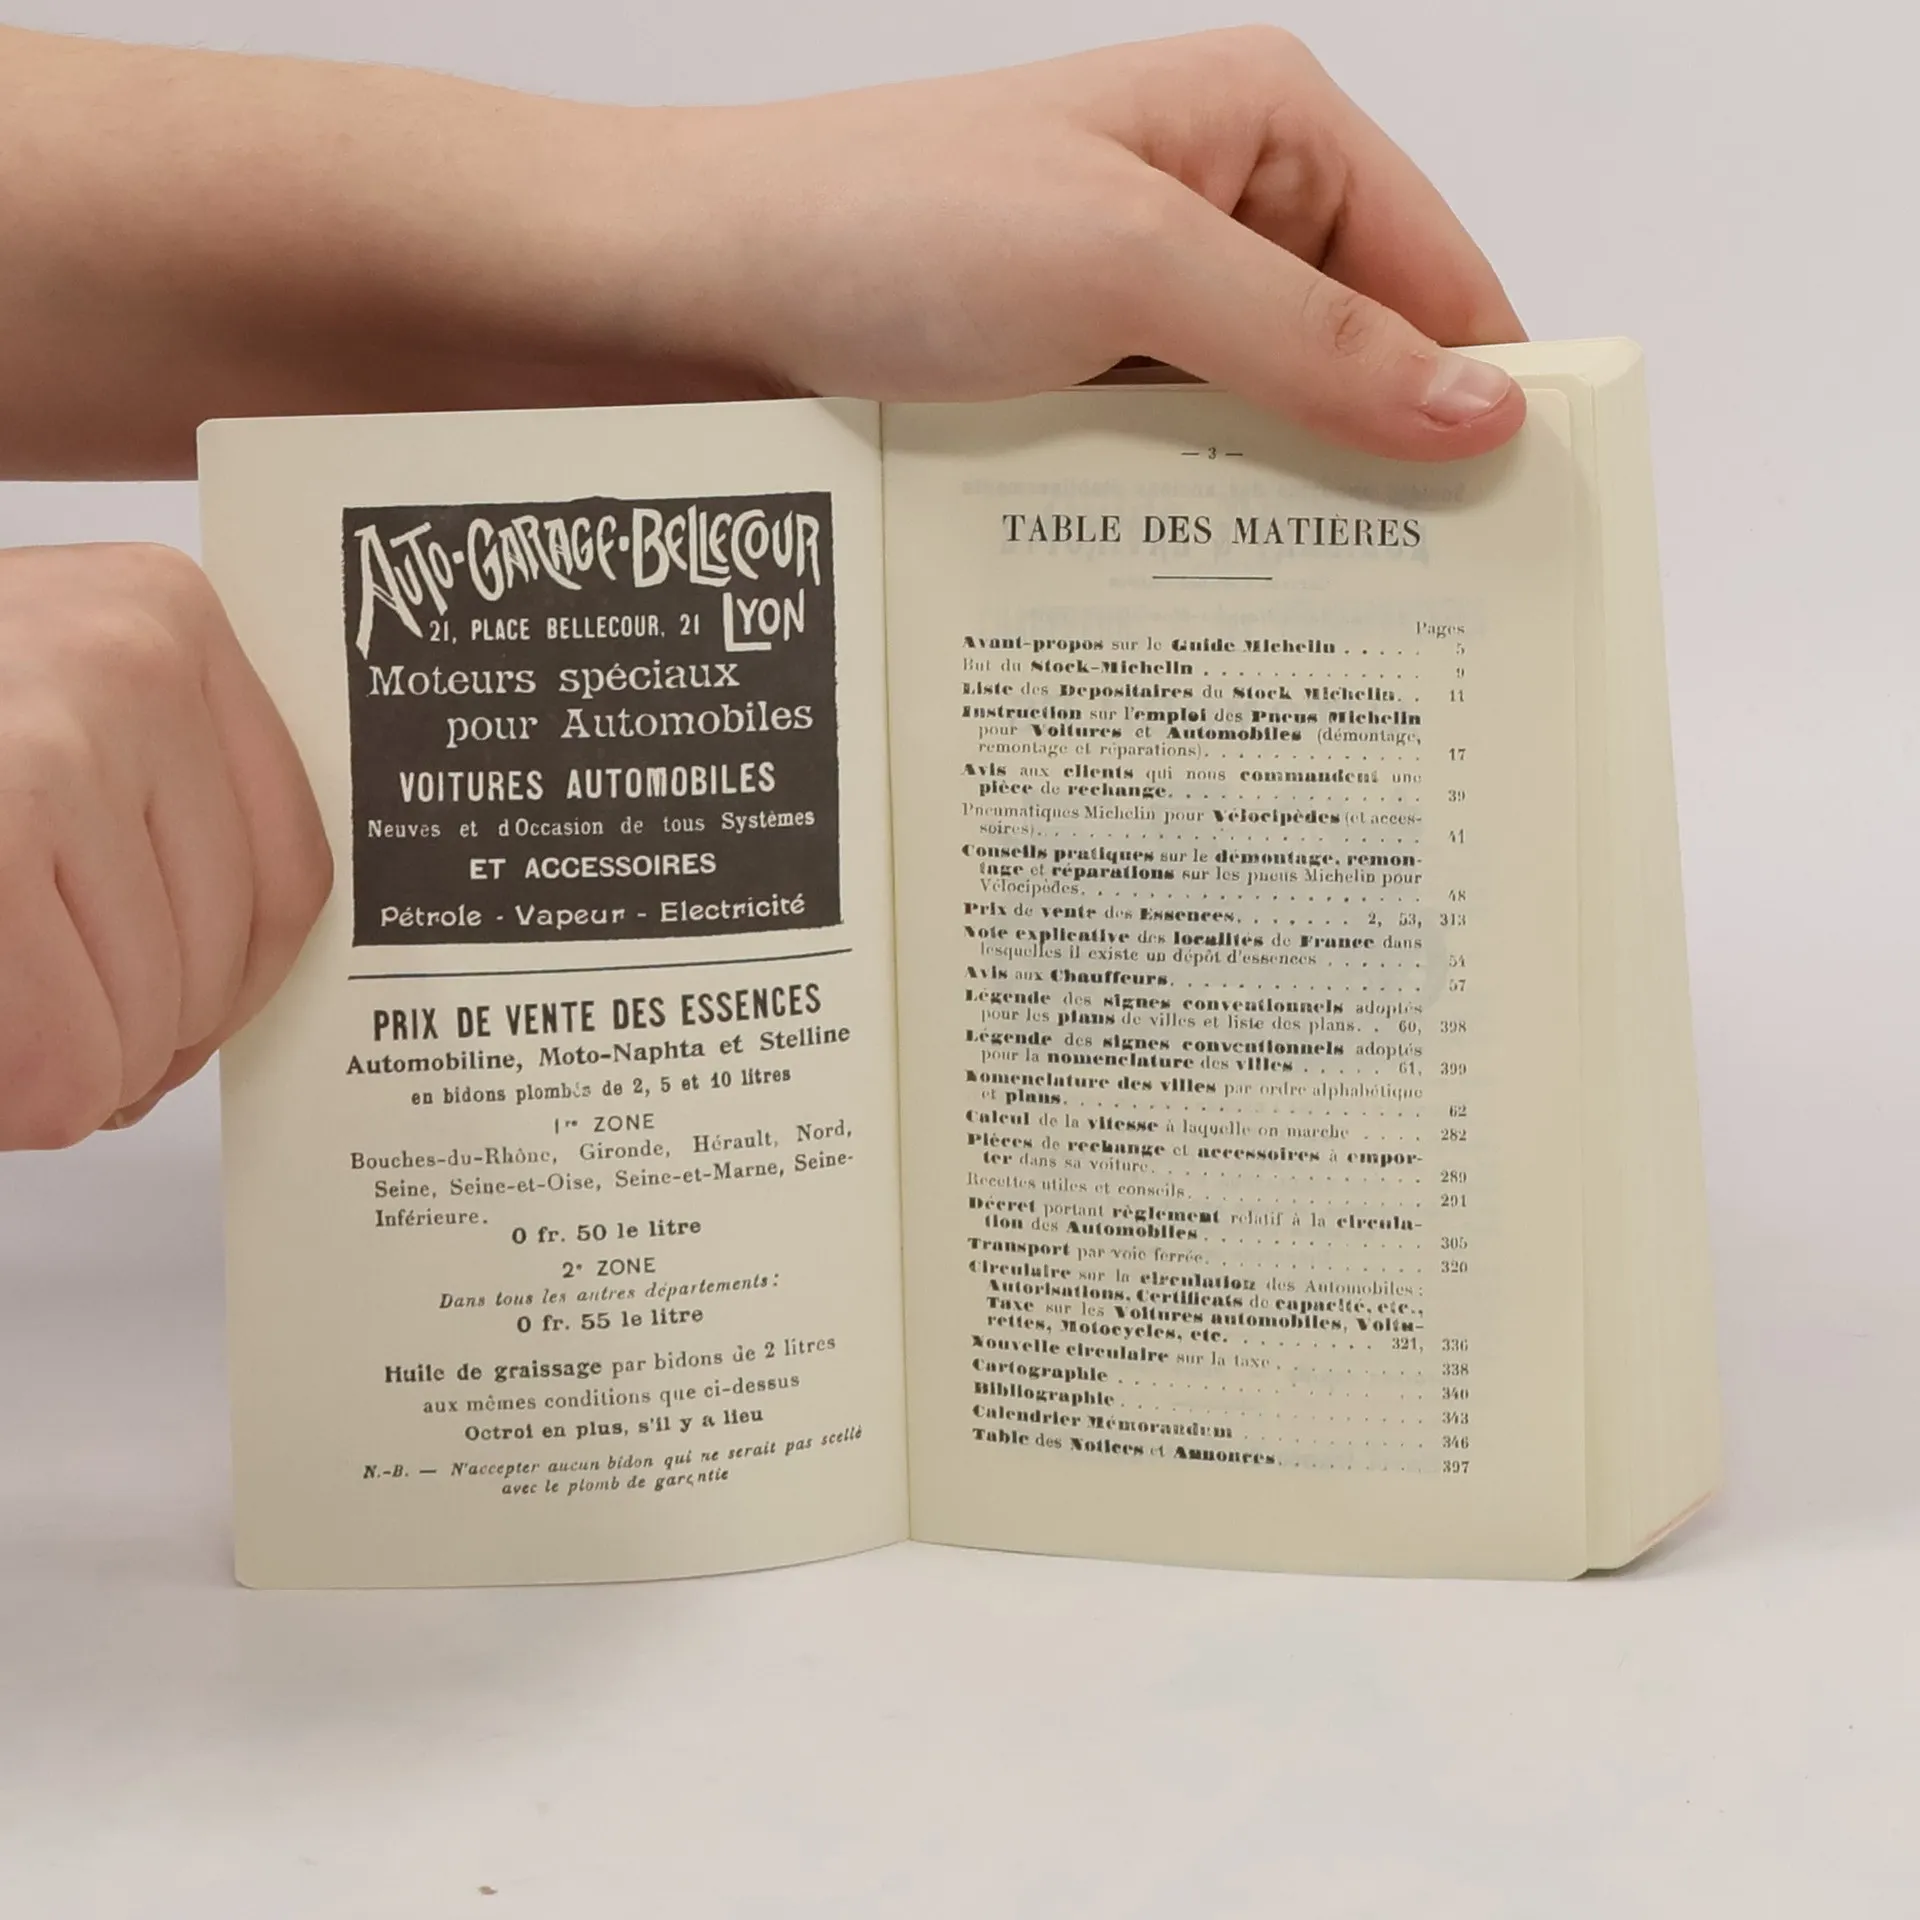 AUTO-GARAGE-BELLECOUR
21, PLACE BELLECOUR, 21 LYON
Moteurs spéciaux
pour Automobiles
VOITURES AUTOMOBILES
Neuves et d'Occasion de tous Systèmes
ET ACCESSOIRES
Pétrole - Vapeur - Electricité
PRIX DE VENTE DES ESSENCES
Automobiline, Moto-Naphta et Stelline
en bidons plombés de 2, 5 et 10 litres
1re ZONE
Bouches-du-Rhône, Gironde, Hérault, Nord,
Seine, Seine-et-Oise, Seine-et-Marne, Seine-
Inférieure.
0 fr. 50 le litre
2e ZONE
Dans tous les autres départements :
0 fr. 55 le litre
Huile de graissage par bidons de 2 litres
aux mêmes conditions que ci-dessus
Octroi en plus, s'il y a lieu
N.-B. — N'accepter aucun bidon qui ne serait pas scellé
avec le plomb de garantie
— 3 —
TABLE DES MATIÈRES
Pages
Avant-propos sur le Guide Michelin . . . . . 5
But du Stock-Michelin . . . . . . . . . . . . . 9
Liste des Depositaires du Stock Michelin. . 11
Instruction sur l'emploi des Pneus Michelin
pour Voitures et Automobiles (démontage,
remontage et réparations). . . . . . . . . . . . . 17
Avis aux clients qui nous commandent une
pièce de rechange. . . . . . . . . . . . . . . 39
Pneumatiques Michelin pour Vélocipèdes (et acces-
soires). . . . . . . . . . . . . . . . . . . . . 41
Conseils pratiques sur le démontage, remon-
tage et réparations sur les pneus Michelin pour
Vélocipèdes. . . . . . . . . . . . . . . . . . . 48
Prix de vente des Essences. . . . . . . 2, 53, 313
Note explicative des localités de France dans
lesquelles il existe un dépôt d'essences . . . . . . 54
Avis aux Chauffeurs. . . . . . . . . . . . . . 57
Légende des signes conventionnels adoptés
pour les plans de villes et liste des plans. . 60, 398
Légende des signes conventionnels adoptés
pour la nomenclature des villes . . . . . 61, 399
Nomenclature des villes par ordre alphabétique
et plans. . . . . . . . . . . . . . . . . . . . 62
Calcul de la vitesse à laquelle on marche . . . . 282
Pièces de rechange et accessoires à empor-
ter dans sa voiture. . . . . . . . . . . . . . . 289
Recettes utiles et conseils. . . . . . . . . . . . . 291
Décret portant règlement relatif à la circula-
tion des Automobiles . . . . . . . . . . . . . 305
Transport par voie ferrée. . . . . . . . . . . . 320
Circulaire sur la circulation des Automobiles :
Autorisations, Certificats de capacité, etc.,
Taxe sur les Voitures automobiles, Voitu-
rettes, Motocycles, etc. . . . . . . . . 321, 336
Nouvelle circulaire sur la taxe . . . . . . . . . 338
Cartographie . . . . . . . . . . . . . . . . . . 340
Bibliographie . . . . . . . . . . . . . . . . . . 343
Calendrier Mémorandum . . . . . . . . . . . 346
Table des Notices et Annonces. . . . . . . . . . 397